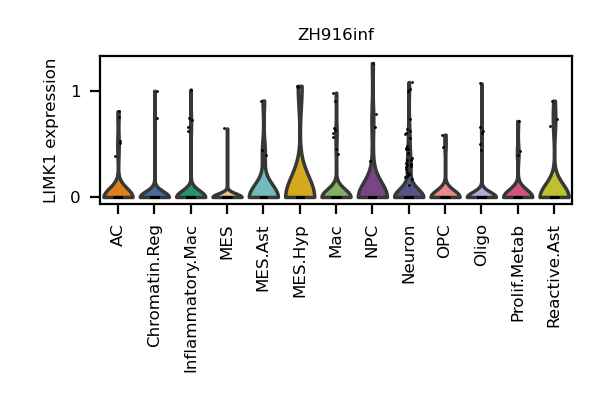 ZH916inf
LIMK1 expression
1
0
AC
Chromatin.Reg
Inflammatory.Mac
MES
MES.Ast
MES.Hyp
Mac
NPC
Neuron
OPC
Oligo
Prolif.Metab
Reactive.Ast